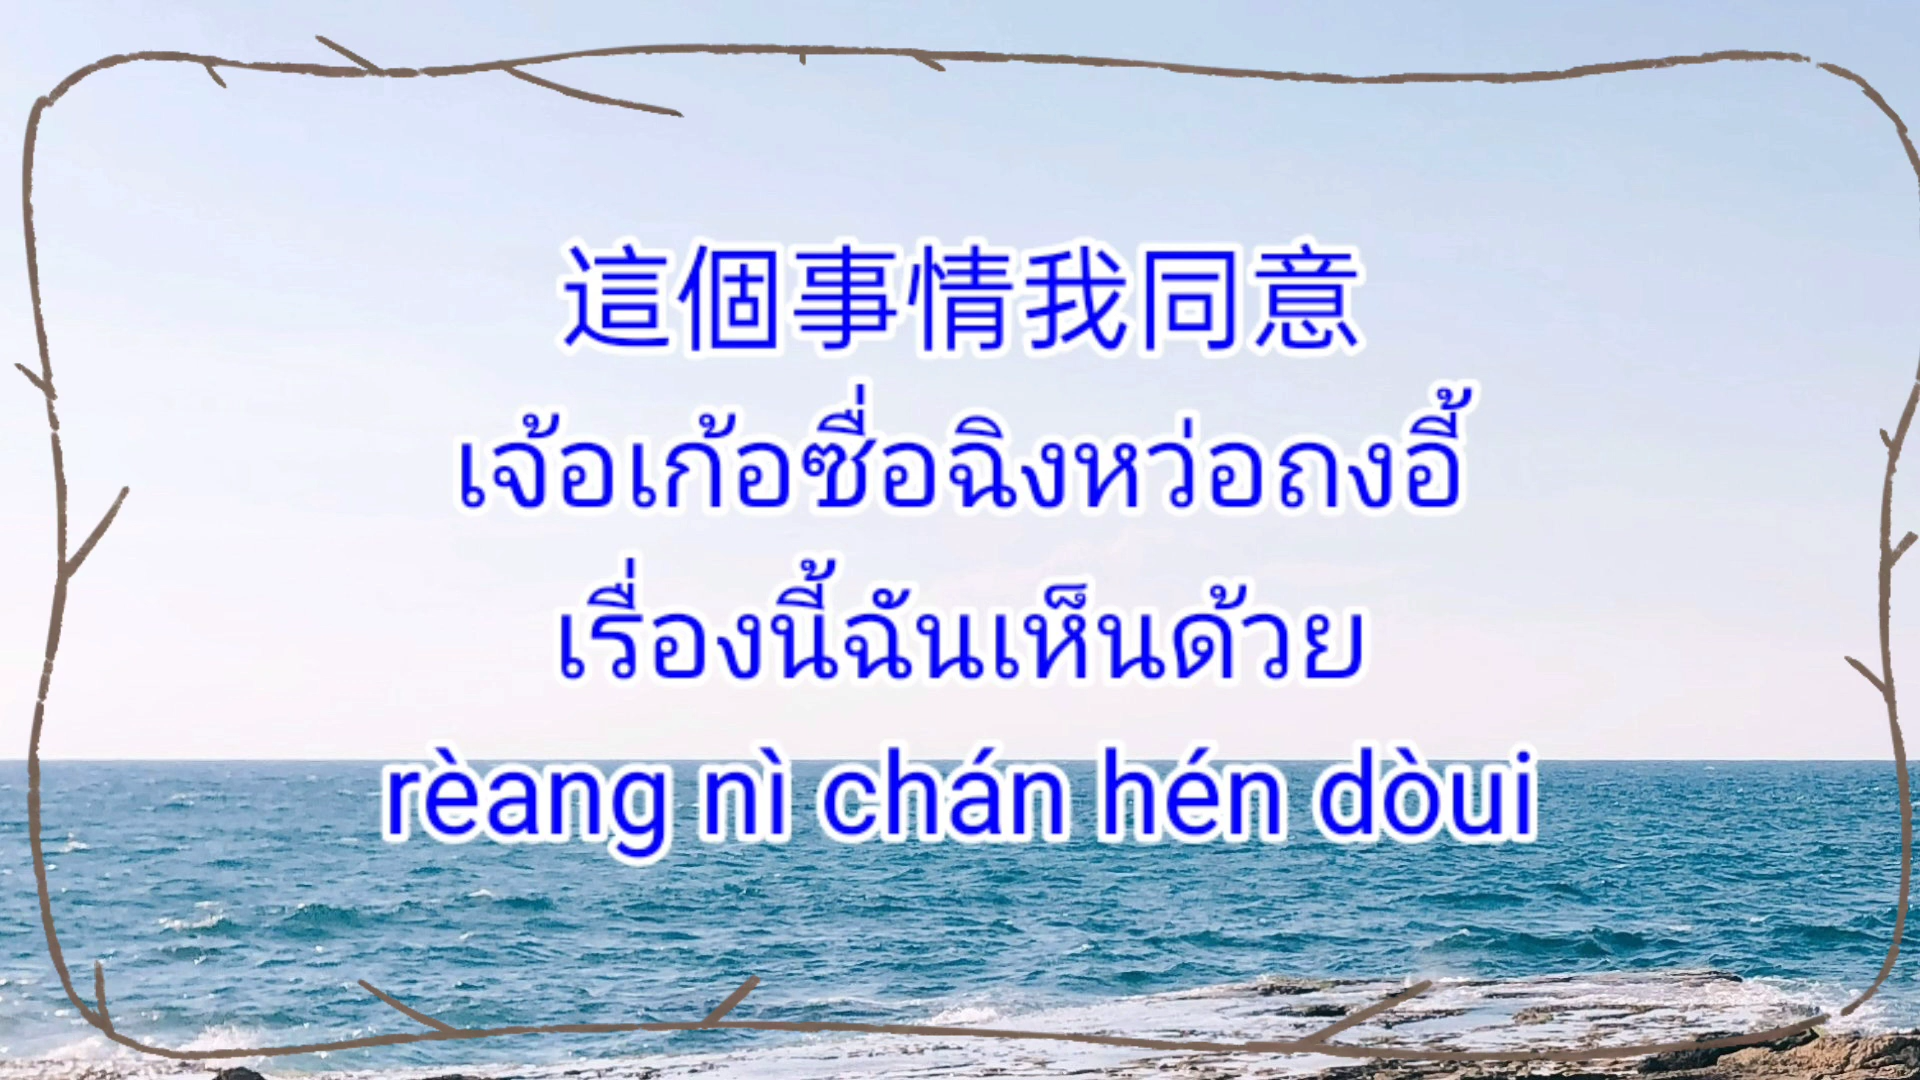 這個事情我同意
เจ้อเก้อซื่อฉิงหว่อถงอี้
เรื่องนี้ฉันเห็นด้วย
rèang nì chán hén dòui